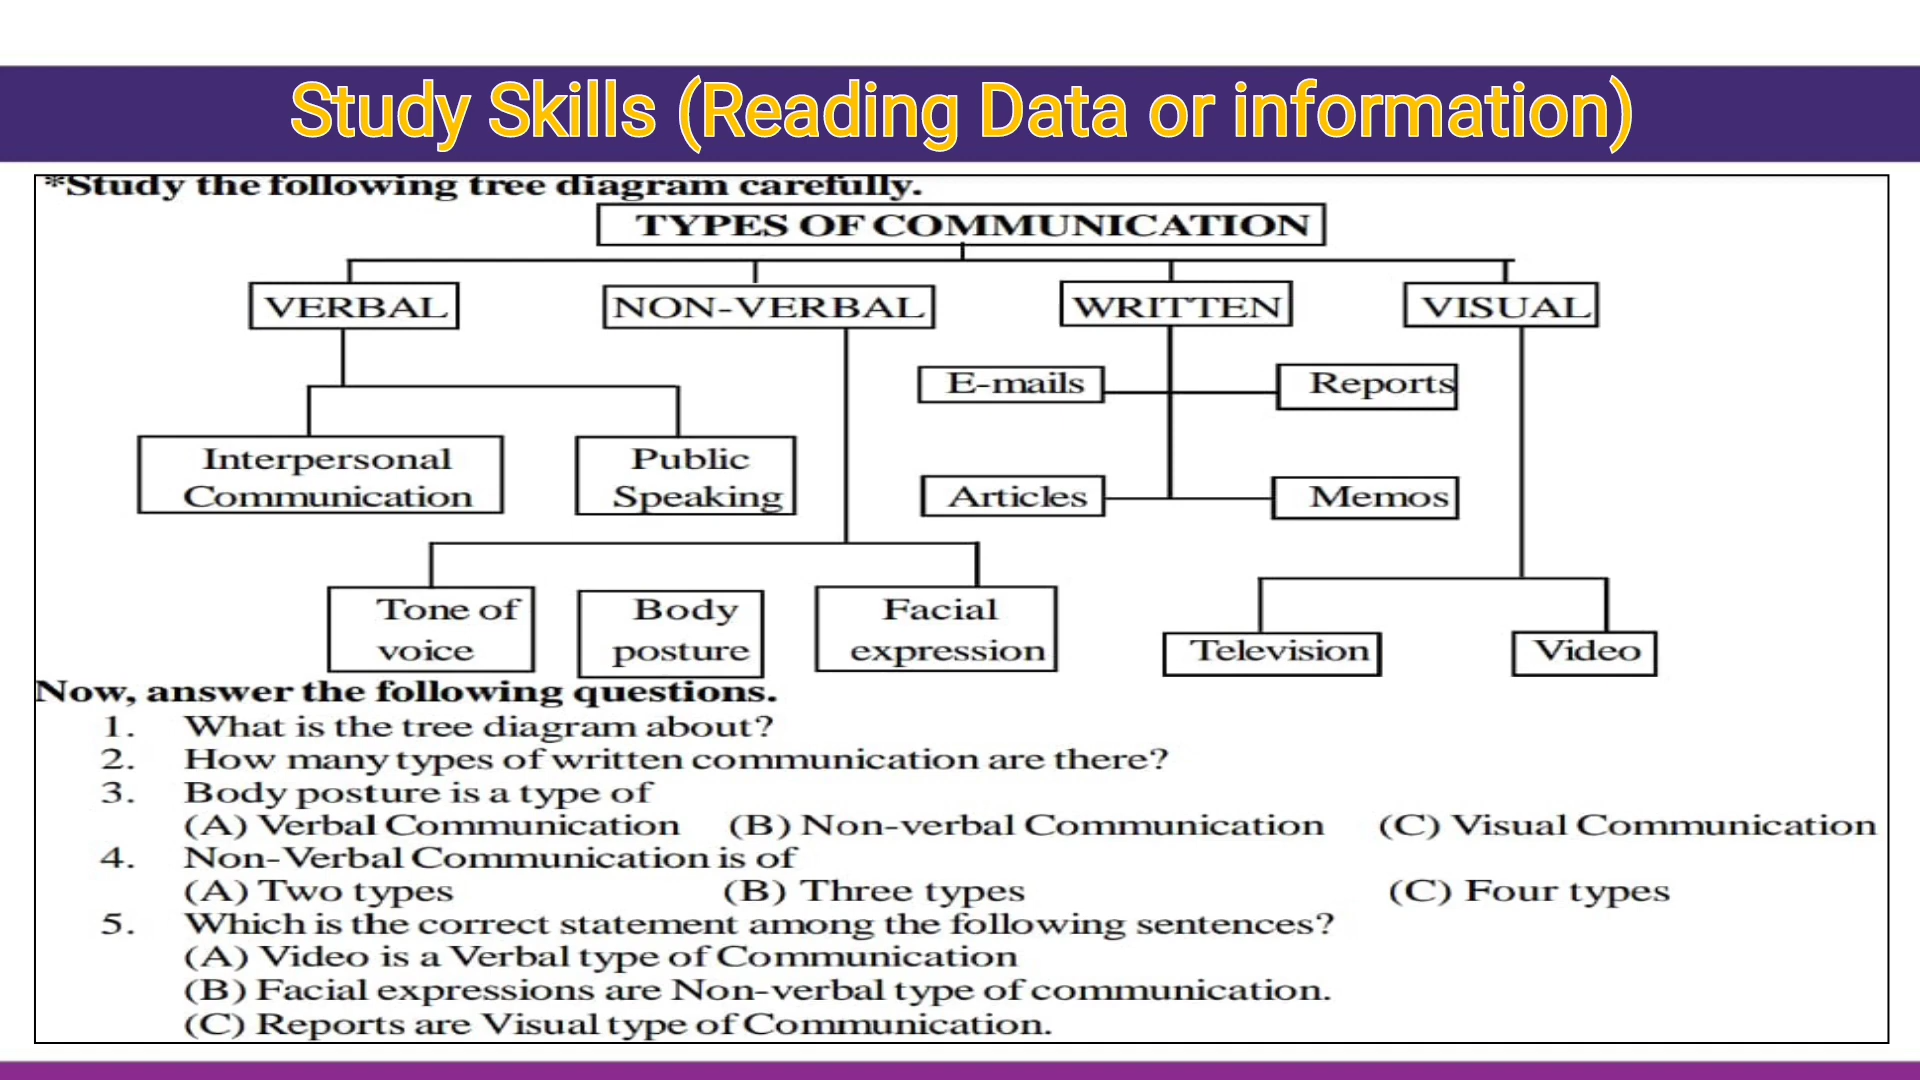 Study Skills (Reading Data or information)
*Study the following tree diagram carefully.
TYPES OF COMMUNICATION
VERBAL
NON-VERBAL
WRITTEN
VISUAL
E-mails
Reports
Interpersonal
Communication
Public
Speaking
Articles
Memos
Tone of
voice
Body
posture
Facial
expression
Television
Video
Now, answer the following questions.
1. What is the tree diagram about?
2. How many types of written communication are there?
3. Body posture is a type of
(A) Verbal Communication (B) Non-verbal Communication (C) Visual Communication
4. Non-Verbal Communication is of
(A) Two types (B) Three types (C) Four types
5. Which is the correct statement among the following sentences?
(A) Video is a Verbal type of Communication
(B) Facial expressions are Non-verbal type of communication.
(C) Reports are Visual type of Communication.